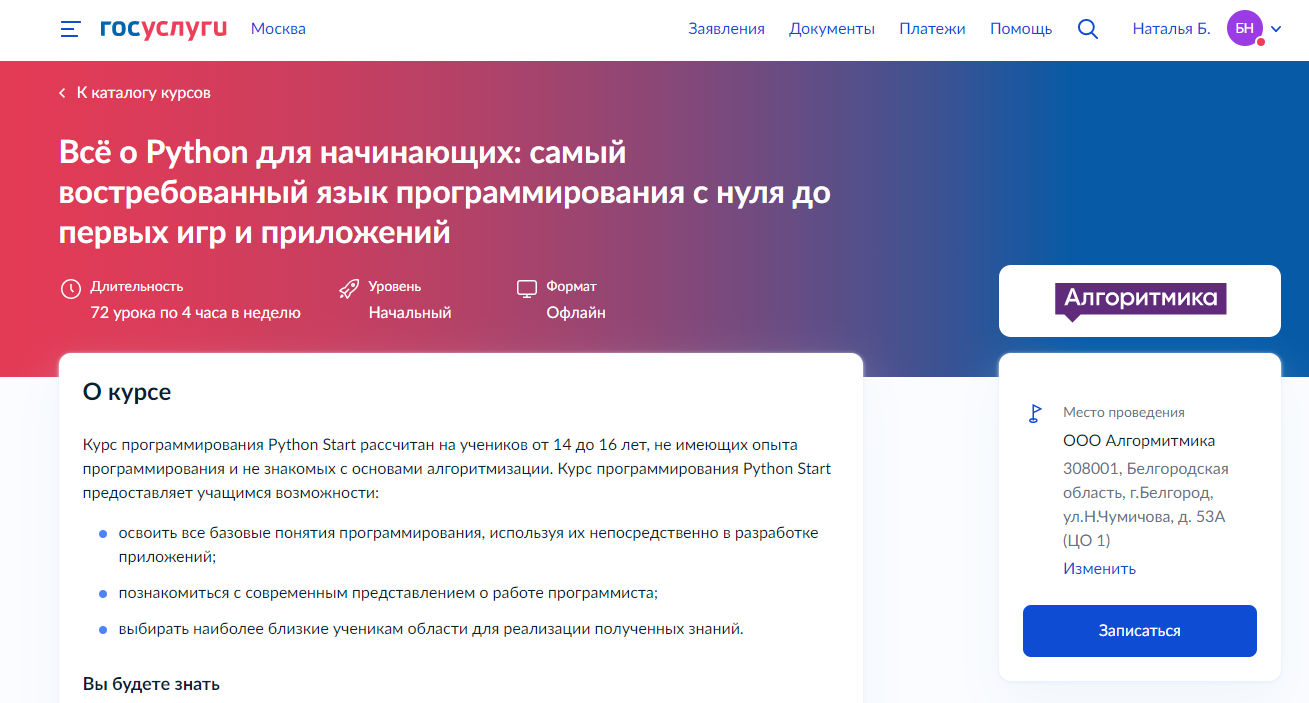 госуслуги Москва Заявления Документы Платежи Помощь Наталья Б. БН
К каталогу курсов
Всё о Python для начинающих: самый
востребованный язык программирования с нуля до
первых игр и приложений
Длительность
72 урока по 4 часа в неделю
Уровень
Начальный
Формат
Офлайн
Алгоритмика
О курсе
Курс программирования Python Start рассчитан на учеников от 14 до 16 лет, не имеющих опыта
программирования и не знакомых с основами алгоритмизации. Курс программирования Python Start
предоставляет учащимся возможности:
освоить все базовые понятия программирования, используя их непосредственно в разработке
приложений;
познакомиться с современным представлением о работе программиста;
выбирать наиболее близкие ученикам области для реализации полученных знаний.
Вы будете знать
Место проведения
ООО Алгормитмика
308001, Белгородская
область, г.Белгород,
ул.Н.Чумичова, д. 53А
(ЦО 1)
Изменить
Записаться